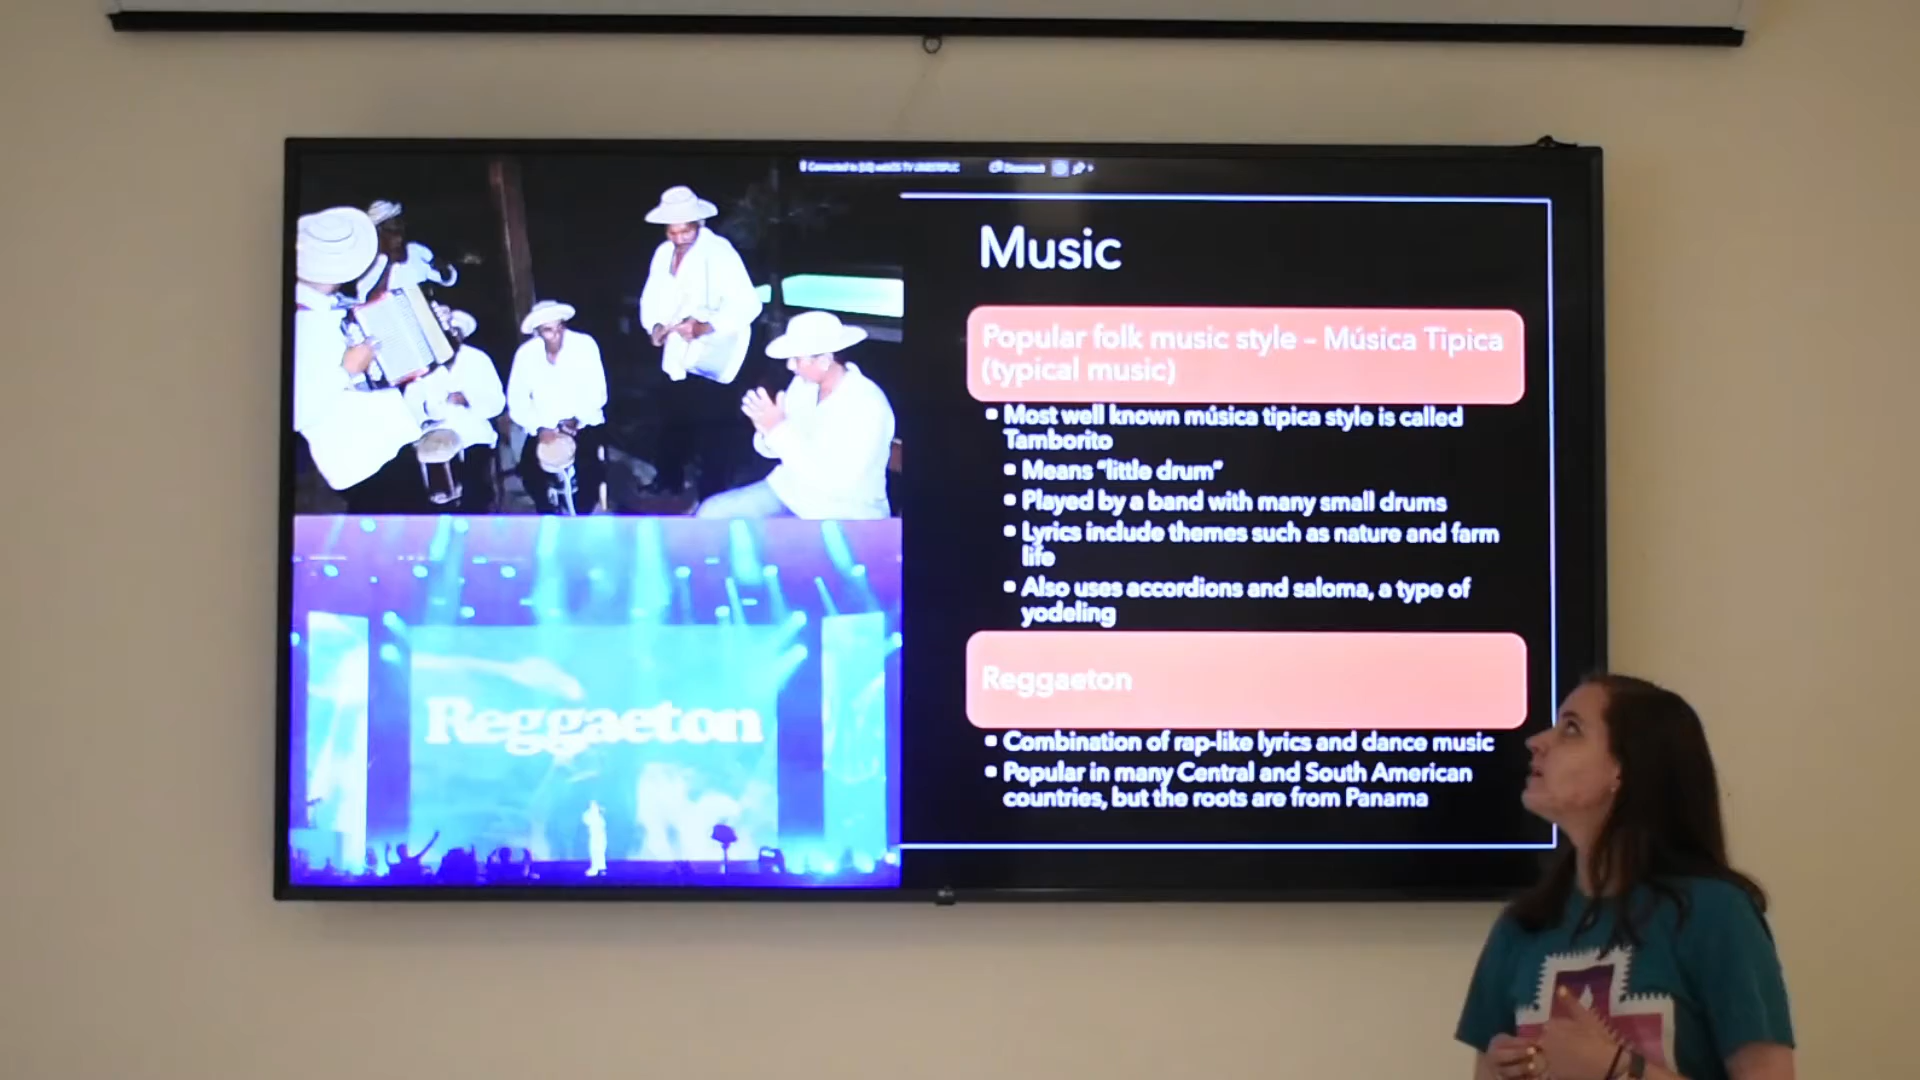 Disconnect
Music
Popular folk music style – Música Tipica
(typical music)
Most well known música tipica style is called
Tamborito
Means "little drum"
Played by a band with many small drums
Lyrics include themes such as nature and farm
life
Also uses accordions and saloma, a type of
yodeling
Reggaeton
Combination of rap-like lyrics and dance music
Popular in many Central and South American
countries, but the roots are from Panama
Reggaeton